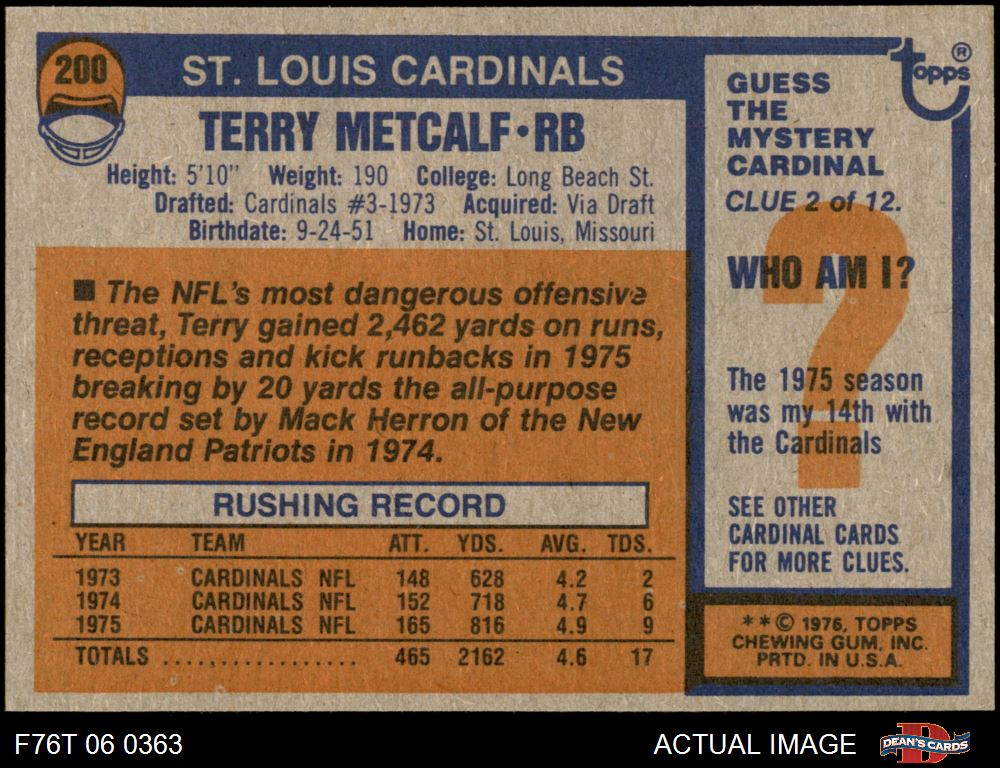 200
ST. LOUIS CARDINALS
TERRY METCALF•RB
Height: 5'10" Weight: 190 College: Long Beach St.
Drafted: Cardinals #3-1973 Acquired: Via Draft
Birthdate: 9-24-51 Home: St. Louis, Missouri
■ The NFL's most dangerous offensive
threat, Terry gained 2,462 yards on runs,
receptions and kick runbacks in 1975
breaking by 20 yards the all-purpose
record set by Mack Herron of the New
England Patriots in 1974.
RUSHING RECORD
YEAR TEAM ATT. YDS. AVG. TDS.
1973 CARDINALS NFL 148 628 4.2 2
1974 CARDINALS NFL 152 718 4.7 6
1975 CARDINALS NFL 165 816 4.9 9
TOTALS .................. 465 2162 4.6 17
topps ®
GUESS
THE
MYSTERY
CARDINAL
CLUE 2 of 12.
?
WHO AM I?
The 1975 season
was my 14th with
the Cardinals
SEE OTHER
CARDINAL CARDS
FOR MORE CLUES.
**© 1976, TOPPS
CHEWING GUM, INC.
PRTD. IN U.S.A.
F76T 06 0363
ACTUAL IMAGE
D
DEAN'S CARDS